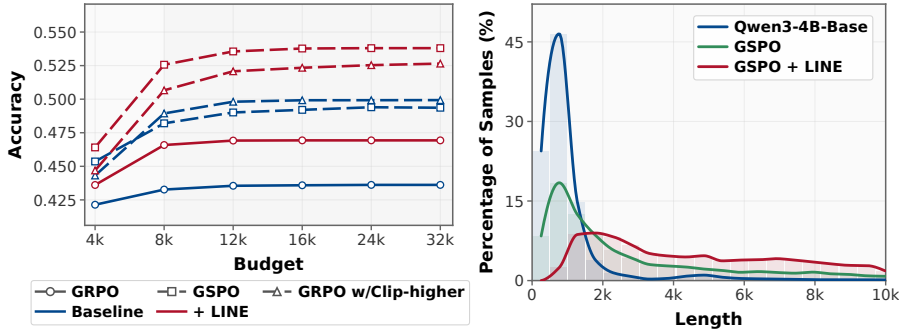 Accuracy
0.550
0.525
0.500
0.475
0.450
0.425
4k
8k
12k
16k
24k
32k
Budget
GRPO
GSPO
GRPO w/Clip-higher
Baseline
+ LINE
Percentage of Samples (%)
45
30
15
0
0
2k
4k
6k
8k
10k
Length
Qwen3-4B-Base
GSPO
GSPO + LINE